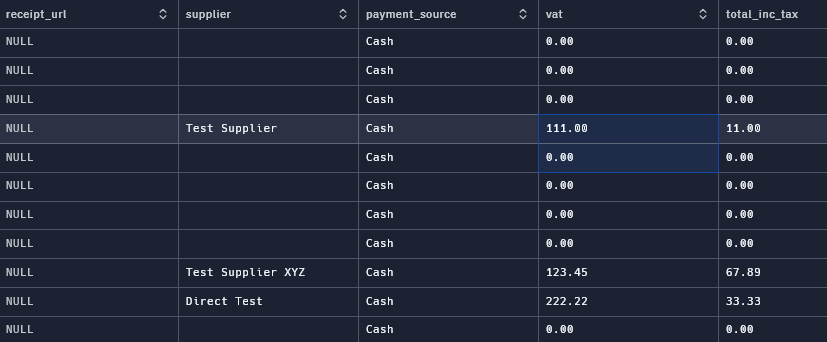 receipt_url supplier payment_source vat total_inc_tax
NULL Cash 0.00 0.00
NULL Cash 0.00 0.00
NULL Cash 0.00 0.00
NULL Test Supplier Cash 111.00 11.00
NULL Cash 0.00 0.00
NULL Cash 0.00 0.00
NULL Cash 0.00 0.00
NULL Cash 0.00 0.00
NULL Test Supplier XYZ Cash 123.45 67.89
NULL Direct Test Cash 222.22 33.33
NULL Cash 0.00 0.00